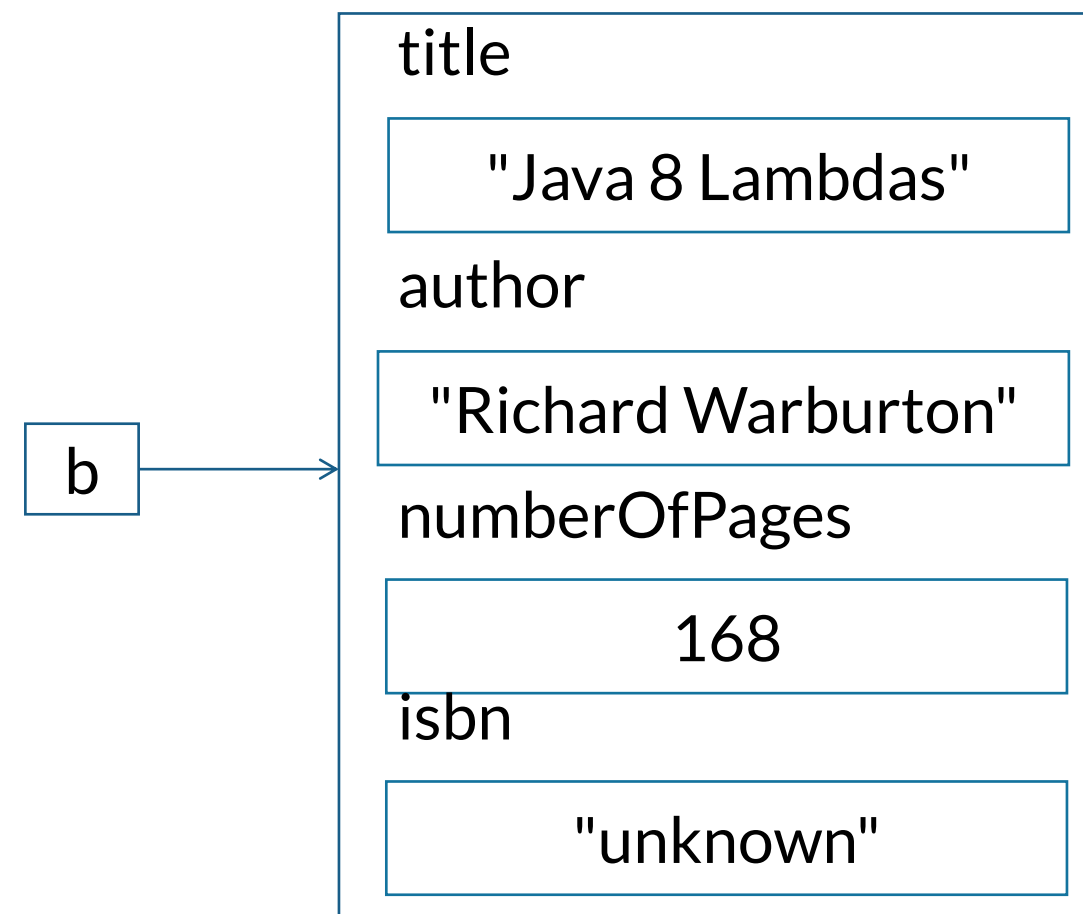 title
"Java 8 Lambdas"
author
"Richard Warburton"
b
numberOfPages
168
isbn
"unknown"